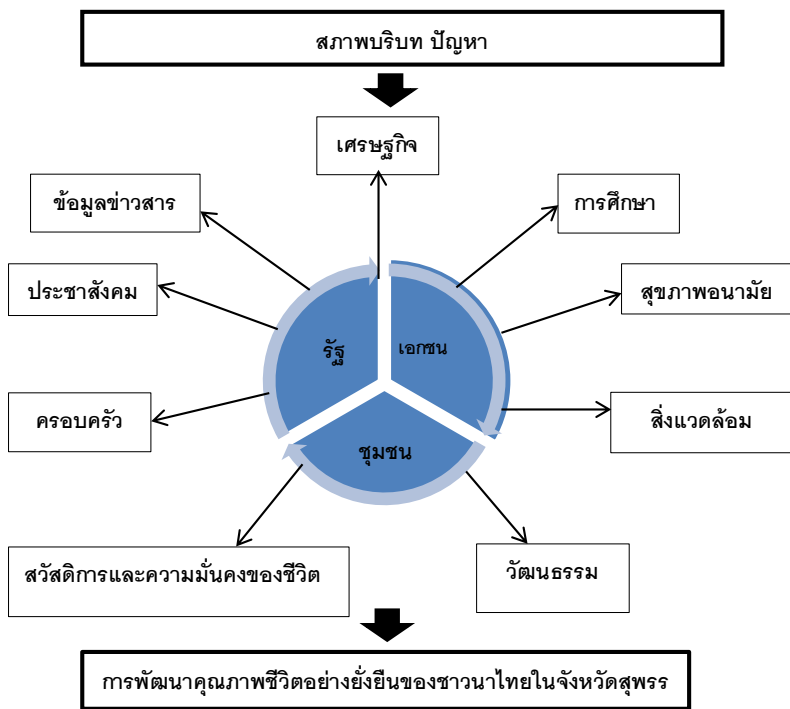 สภาพบริบท ปัญหา
เศรษฐกิจ
ข้อมูลข่าวสาร
การศึกษา
ประชาสังคม
สุขภาพอนามัย
รัฐ
เอกชน
ครอบครัว
สิ่งแวดล้อม
ชุมชน
สวัสดิการและความมั่นคงของชีวิต
วัฒนธรรม
การพัฒนาคุณภาพชีวิตอย่างยั่งยืนของชาวนาไทยในจังหวัดสุพรร